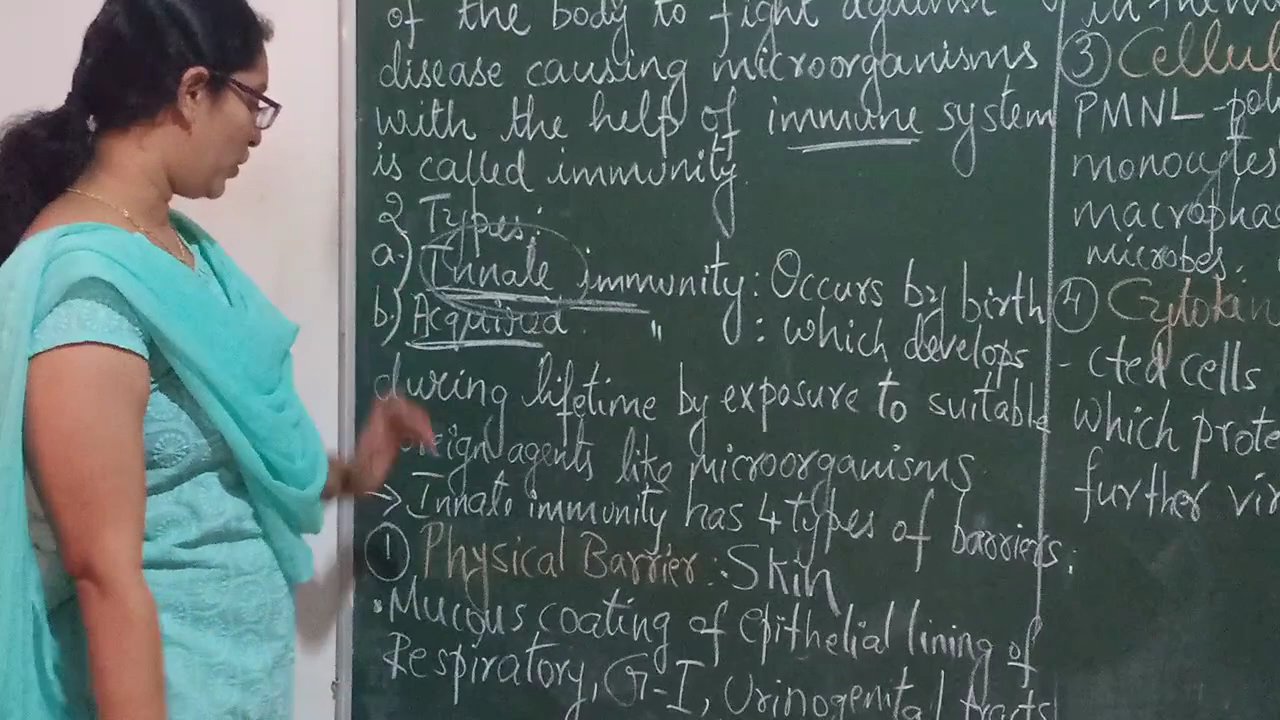 of the body to fight against
disease causing microorganisms
with the help of immune system
is called immunity.
2 Types:
a) Innate immunity: Occurs by birth
b) Acquired " : which develops
during lifetime by exposure to suitable
agents like microorganisms
→ Innate immunity has 4 types of barriers:
① Physical Barrier: Skin
• Mucous coating of epithelial lining of
Respiratory, G-I, Urinogenital tracts
③ Cellul
PMNL-pol
monocytes
macropha
microbes.
④ Cytokin
- cted cells
which prote
further vir